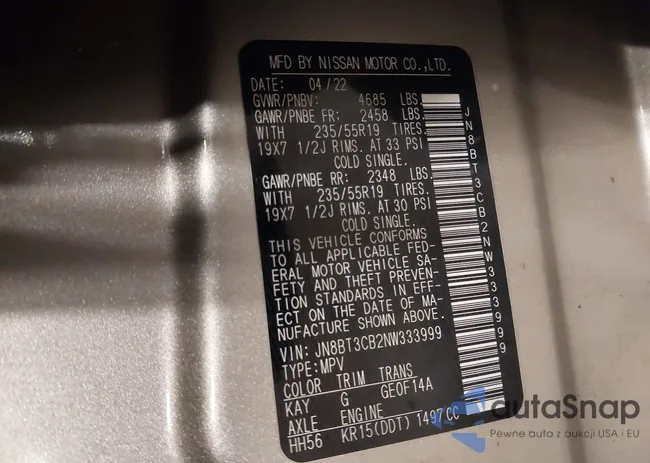 MFD BY NISSAN MOTOR CO.,LTD.
DATE: 04/22
GVWR/PNBV: 4685 LBS
GAWR/PNBE FR: 2458 LBS
WITH 235/55R19 TIRES.
19X7 1/2J RIMS. AT 33 PSI
COLD SINGLE.
GAWR/PNBE RR: 2348 LBS
WITH 235/55R19 TIRES.
19X7 1/2J RIMS. AT 30 PSI
COLD SINGLE.
THIS VEHICLE CONFORMS
TO ALL APPLICABLE FED-
ERAL MOTOR VEHICLE SA-
FETY AND THEFT PREVEN-
TION STANDARDS IN EFF-
ECT ON THE DATE OF MA-
NUFACTURE SHOWN ABOVE.
VIN: JN8BT3CB2NW333999
TYPE:MPV
COLOR TRIM TRANS
KAY G GE0F14A
AXLE ENGINE
HH56 KR15(DDT) 1497CC
JN8BT3CB2NW333999
autaSnap
Pewne auta z aukcji USA i EU